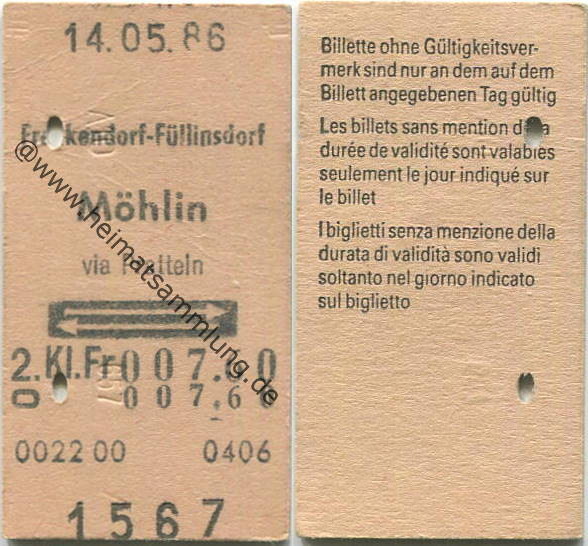 14.05.86
Frenkendorf-Füllinsdorf
Möhlin
via Pratteln
2.Kl.Fr 007.60
0 007.60
002200 0406
1567
@www.heimatsammlung.de
Billette ohne Gültigkeitsver-
merk sind nur an dem auf dem
Billett angegebenen Tag gültig
Les billets sans mention de la
durée de validité sont valables
seulement le jour indiqué sur
le billet
I biglietti senza menzione della
durata di validità sono validi
soltanto nel giorno indicato
sul biglietto